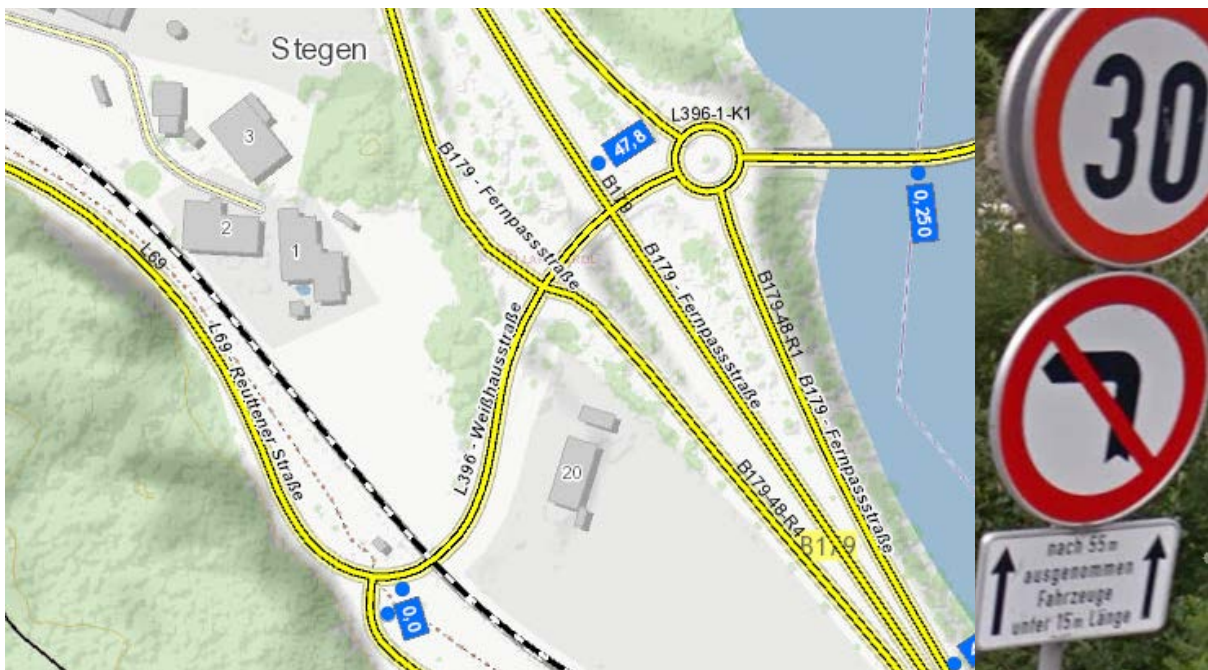 Stegen
3
2
1
20
L396-1-K1
47,8
0,250
B179 - Fernpassstraße
B179 - Fernpassstraße
B179-48-R1
B179 - Fernpassstraße
B179-48-R4
B179
L69
L69 - Reuttener Straße
L396 - Weißhausstraße
0,0
30
nach 55m
ausgenommen
Fahrzeuge
unter 15m Länge